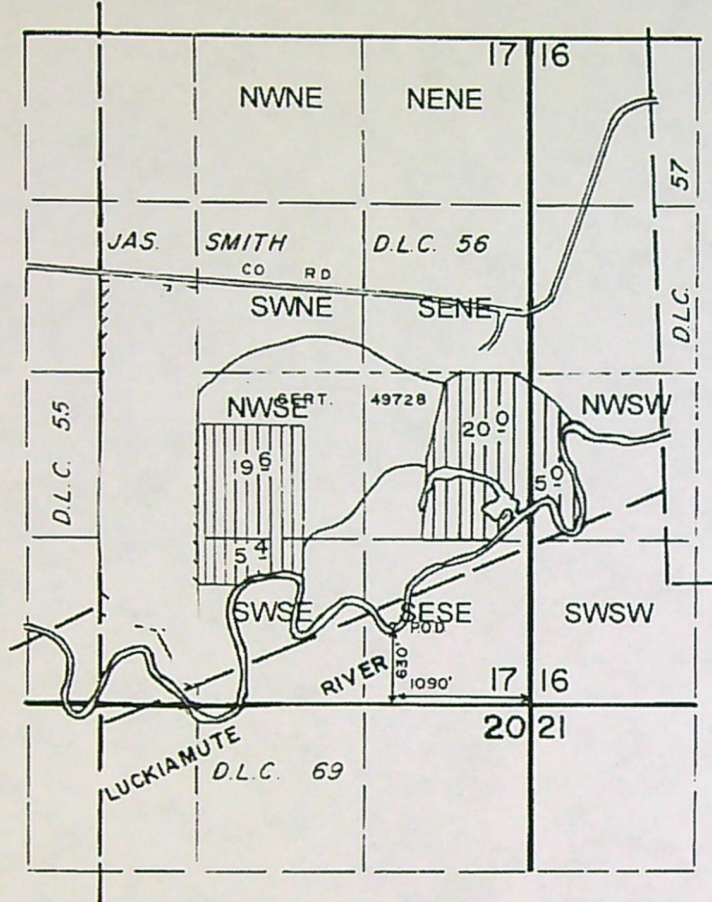 17 16
NWNE NENE
57
JAS. SMITH D.L.C. 56
CO RD
SWNE SENE
D.L.C.
NWSE CERT. 49728 NWSW
20 0
19 6
5 0
D.L.C. 55
5 4
SWSE SESE SWSW
P.O.D
630'
RIVER
1090'
17 16
20 21
LUCKIAMUTE
D.L.C. 69